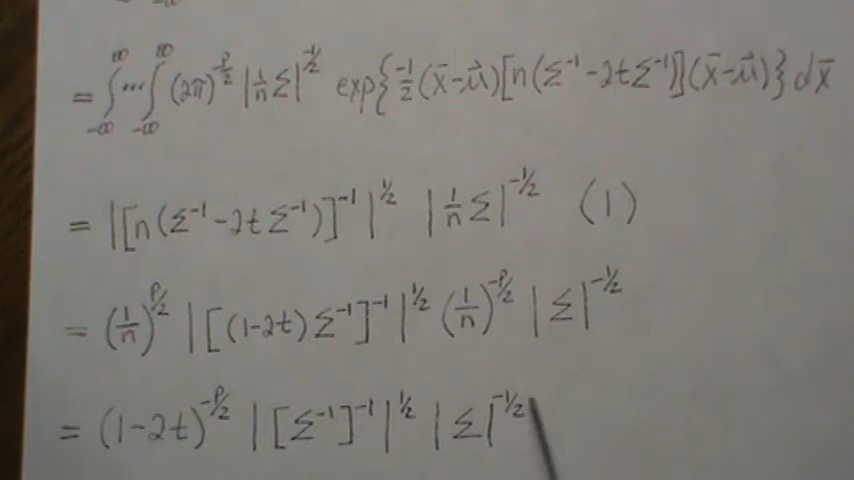 = ∫_{-∞}^{∞} ... ∫_{-∞}^{∞} (2π)^{-p/2} |1/n Σ|^{-1/2} exp{-1/2 (x̄-μ⃗)[n(Σ^{-1}-2tΣ^{-1})](x̄-μ⃗)} dx̄
= |[n(Σ^{-1}-2tΣ^{-1})]^{-1}|^{1/2} |1/n Σ|^{-1/2} (1)
= (1/n)^{p/2} |[(1-2t)Σ^{-1}]^{-1}|^{1/2} (1/n)^{-p/2} |Σ|^{-1/2}
= (1-2t)^{-p/2} |[Σ^{-1}]^{-1}|^{1/2} |Σ|^{-1/2}